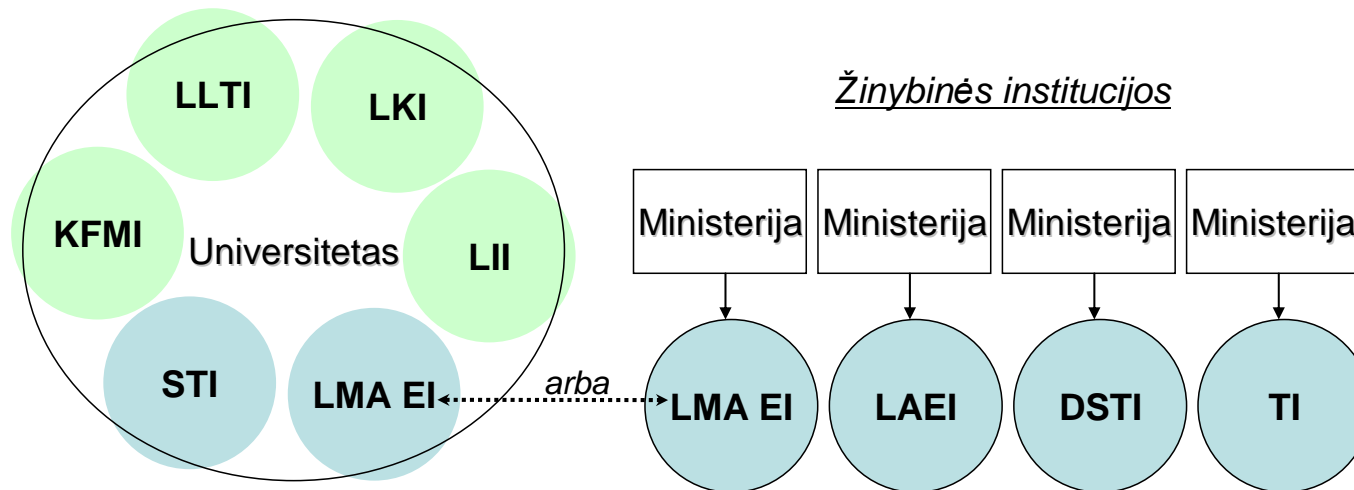 LLTI
LKI
KFMI
Universitetas
LII
STI
LMA EI
arba
Žinybinės institucijos
Ministerija
Ministerija
Ministerija
Ministerija
LMA EI
LAEI
DSTI
TI